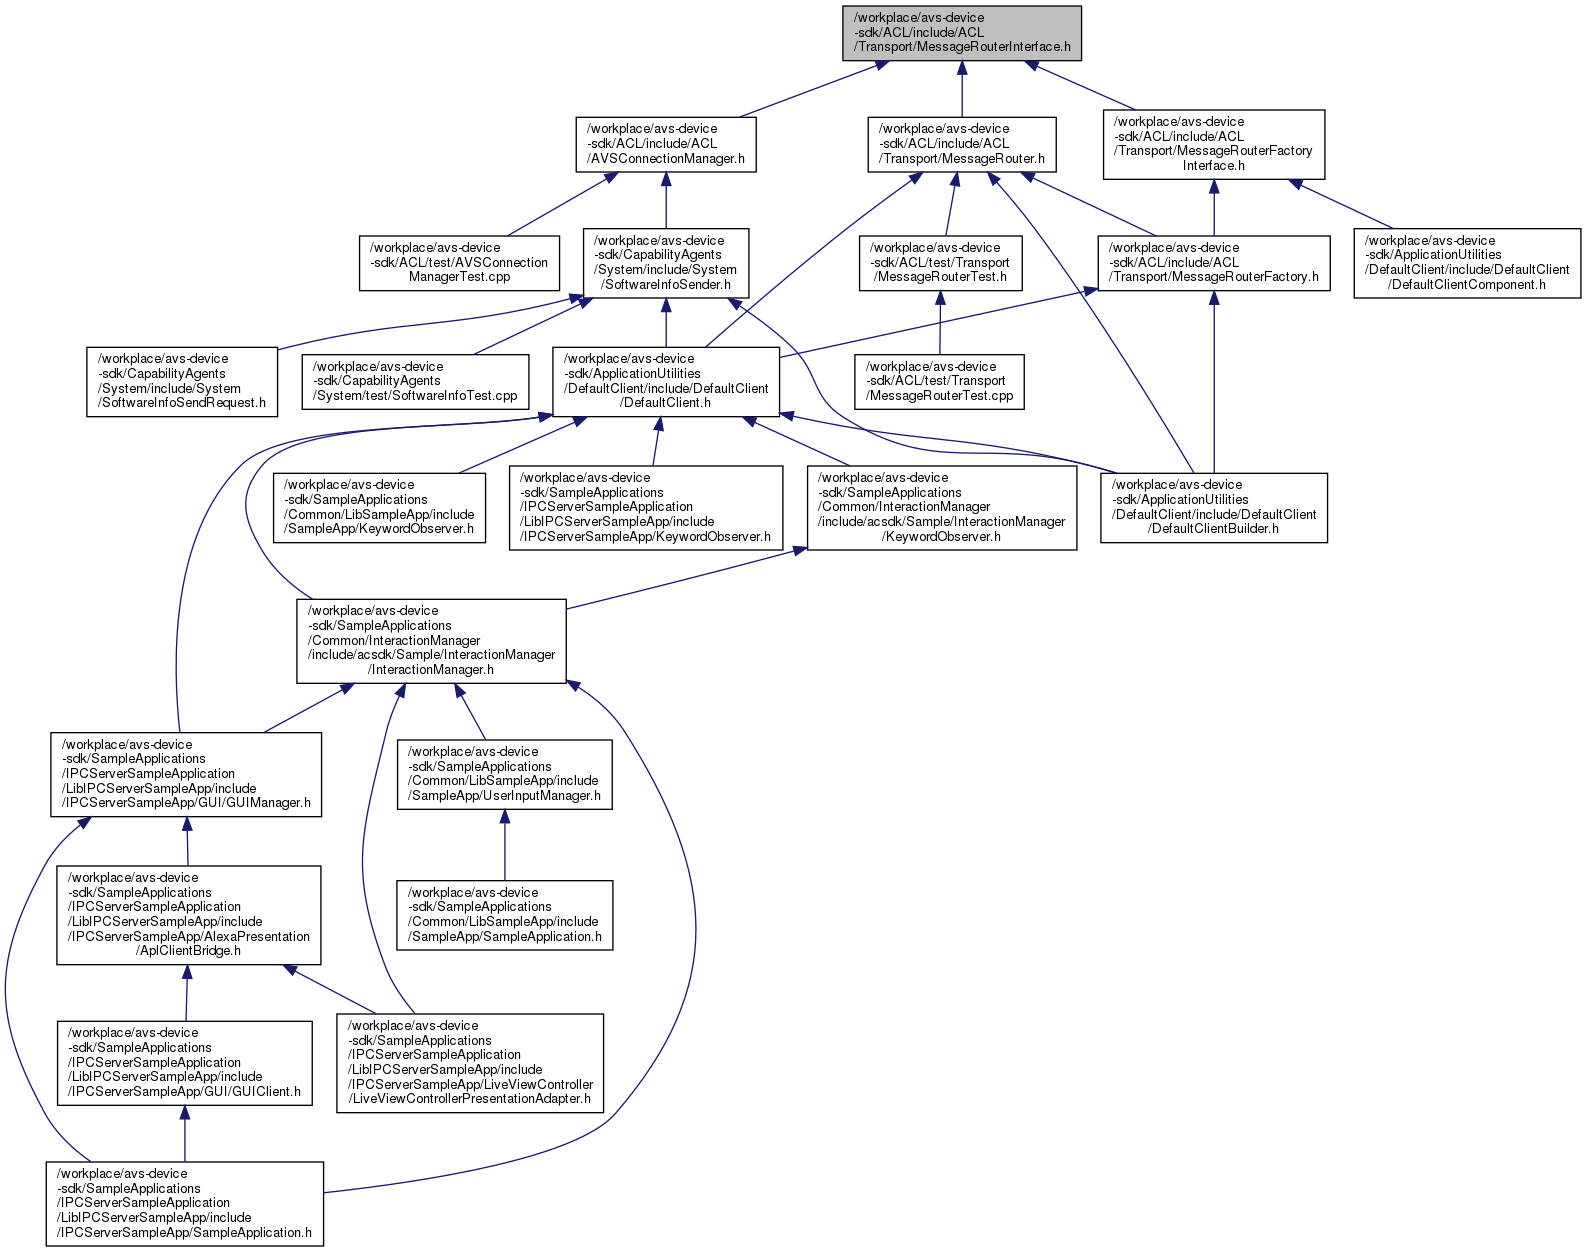 /workplace/avs-device
-sdk/ACL/include/ACL
/Transport/MessageRouterInterface.h
/workplace/avs-device
-sdk/ACL/include/ACL
/AVSConnectionManager.h
/workplace/avs-device
-sdk/ACL/include/ACL
/Transport/MessageRouter.h
/workplace/avs-device
-sdk/ACL/include/ACL
/Transport/MessageRouterFactory
Interface.h
/workplace/avs-device
-sdk/ACL/test/AVSConnection
ManagerTest.cpp
/workplace/avs-device
-sdk/CapabilityAgents
/System/include/System
/SoftwareInfoSender.h
/workplace/avs-device
-sdk/ACL/test/Transport
/MessageRouterTest.h
/workplace/avs-device
-sdk/ACL/include/ACL
/Transport/MessageRouterFactory.h
/workplace/avs-device
-sdk/ApplicationUtilities
/DefaultClient/include/DefaultClient
/DefaultClientComponent.h
/workplace/avs-device
-sdk/CapabilityAgents
/System/include/System
/SoftwareInfoSendRequest.h
/workplace/avs-device
-sdk/CapabilityAgents
/System/test/SoftwareInfoTest.cpp
/workplace/avs-device
-sdk/ApplicationUtilities
/DefaultClient/include/DefaultClient
/DefaultClient.h
/workplace/avs-device
-sdk/ACL/test/Transport
/MessageRouterTest.cpp
/workplace/avs-device
-sdk/SampleApplications
/Common/LibSampleApp/include
/SampleApp/KeywordObserver.h
/workplace/avs-device
-sdk/SampleApplications
/IPCServerSampleApplication
/LibIPCServerSampleApp/include
/IPCServerSampleApp/KeywordObserver.h
/workplace/avs-device
-sdk/SampleApplications
/Common/InteractionManager
/include/acsdk/Sample/InteractionManager
/KeywordObserver.h
/workplace/avs-device
-sdk/ApplicationUtilities
/DefaultClient/include/DefaultClient
/DefaultClientBuilder.h
/workplace/avs-device
-sdk/SampleApplications
/Common/InteractionManager
/include/acsdk/Sample/InteractionManager
/InteractionManager.h
/workplace/avs-device
-sdk/SampleApplications
/IPCServerSampleApplication
/LibIPCServerSampleApp/include
/IPCServerSampleApp/GUI/GUIManager.h
/workplace/avs-device
-sdk/SampleApplications
/Common/LibSampleApp/include
/SampleApp/UserInputManager.h
/workplace/avs-device
-sdk/SampleApplications
/IPCServerSampleApplication
/LibIPCServerSampleApp/include
/IPCServerSampleApp/AlexaPresentation
/AplClientBridge.h
/workplace/avs-device
-sdk/SampleApplications
/Common/LibSampleApp/include
/SampleApp/SampleApplication.h
/workplace/avs-device
-sdk/SampleApplications
/IPCServerSampleApplication
/LibIPCServerSampleApp/include
/IPCServerSampleApp/GUI/GUIClient.h
/workplace/avs-device
-sdk/SampleApplications
/IPCServerSampleApplication
/LibIPCServerSampleApp/include
/IPCServerSampleApp/LiveViewController
/LiveViewControllerPresentationAdapter.h
/workplace/avs-device
-sdk/SampleApplications
/IPCServerSampleApplication
/LibIPCServerSampleApp/include
/IPCServerSampleApp/SampleApplication.h